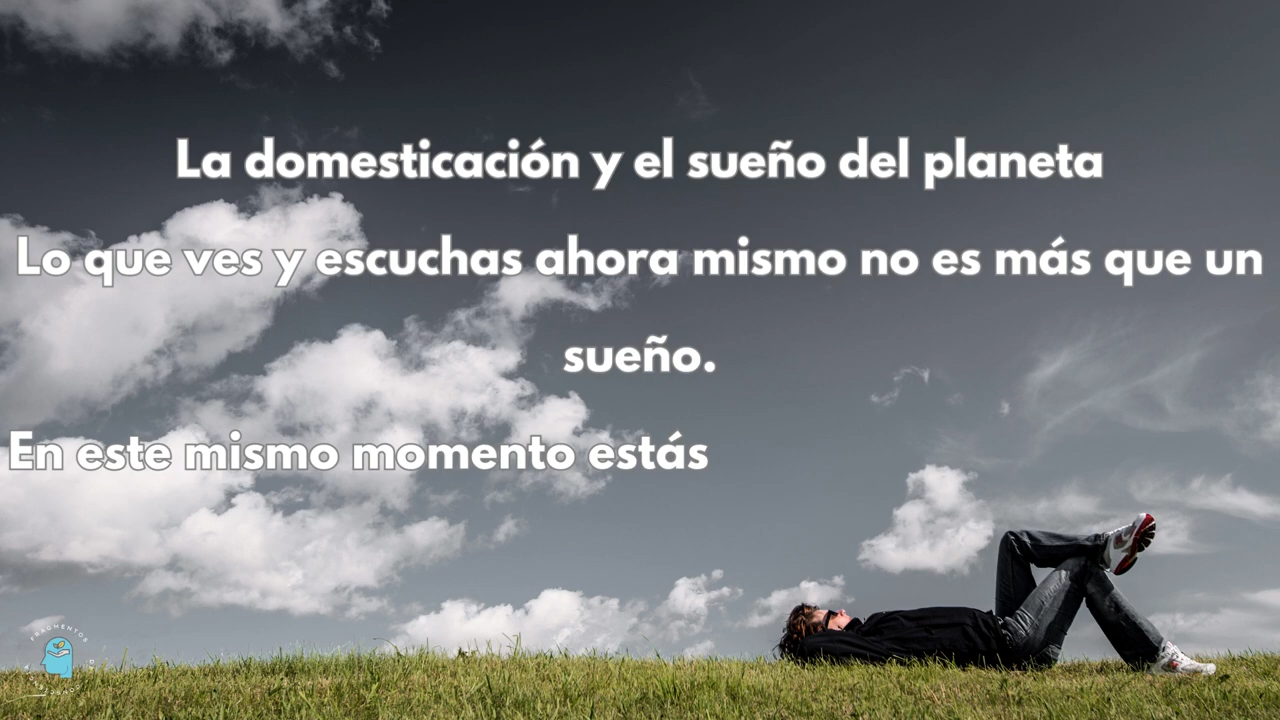 La domesticación y el sueño del planeta
Lo que ves y escuchas ahora mismo no es más que un
sueño.
En este mismo momento estás
FRAGMENTOS